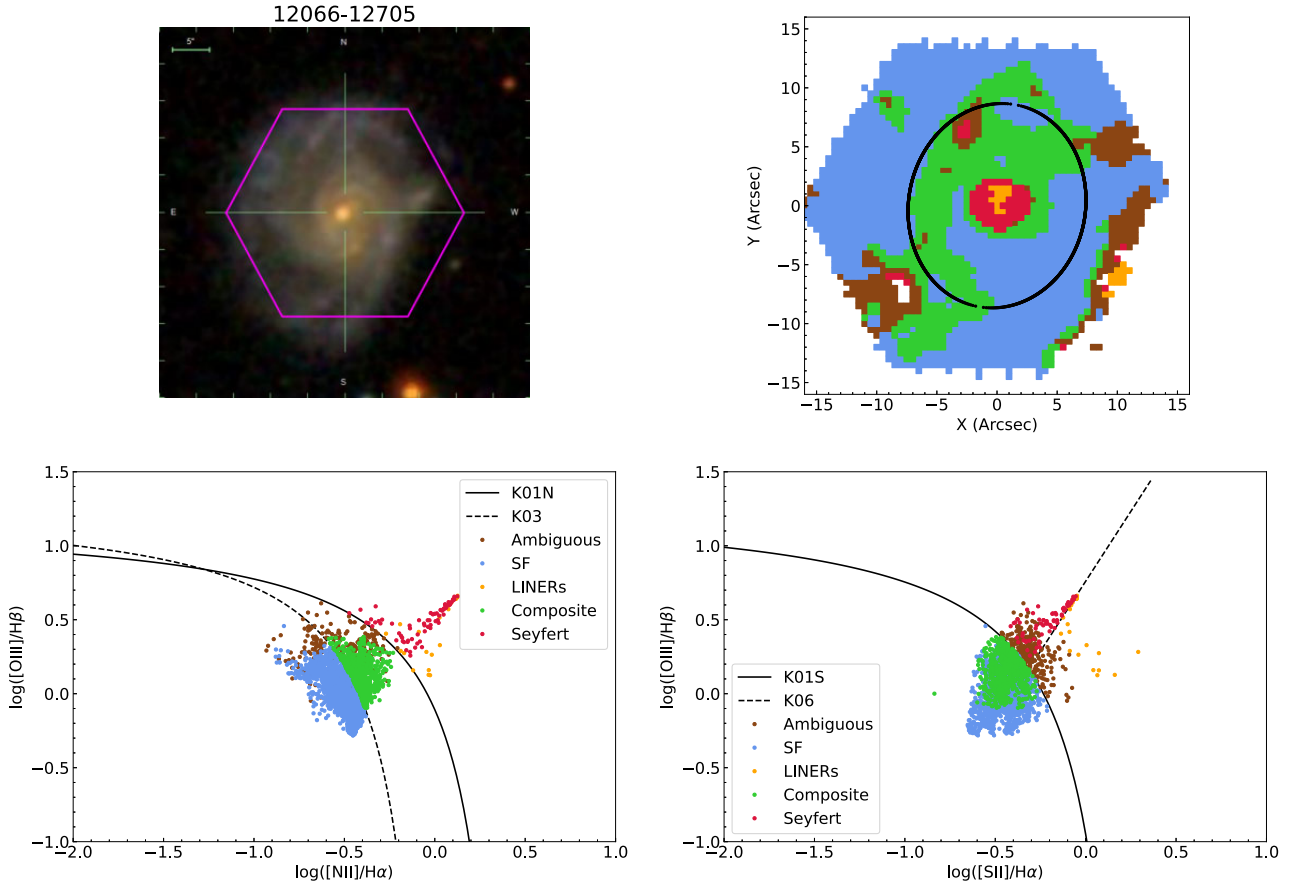 12066-12705
5"
N
E
W
S
15
10
5
0
−5
−10
−15
Y (Arcsec)
−15 −10 −5 0 5 10 15
X (Arcsec)
1.5
1.0
0.5
0.0
−0.5
−1.0
log([OIII]/Hβ)
K01N
K03
Ambiguous
SF
LINERs
Composite
Seyfert
−2.0 −1.5 −1.0 −0.5 0.0 0.5 1.0
log([NII]/Hα)
1.5
1.0
0.5
0.0
−0.5
−1.0
log([OIII]/Hβ)
K01S
K06
Ambiguous
SF
LINERs
Composite
Seyfert
−2.0 −1.5 −1.0 −0.5 0.0 0.5 1.0
log([SII]/Hα)